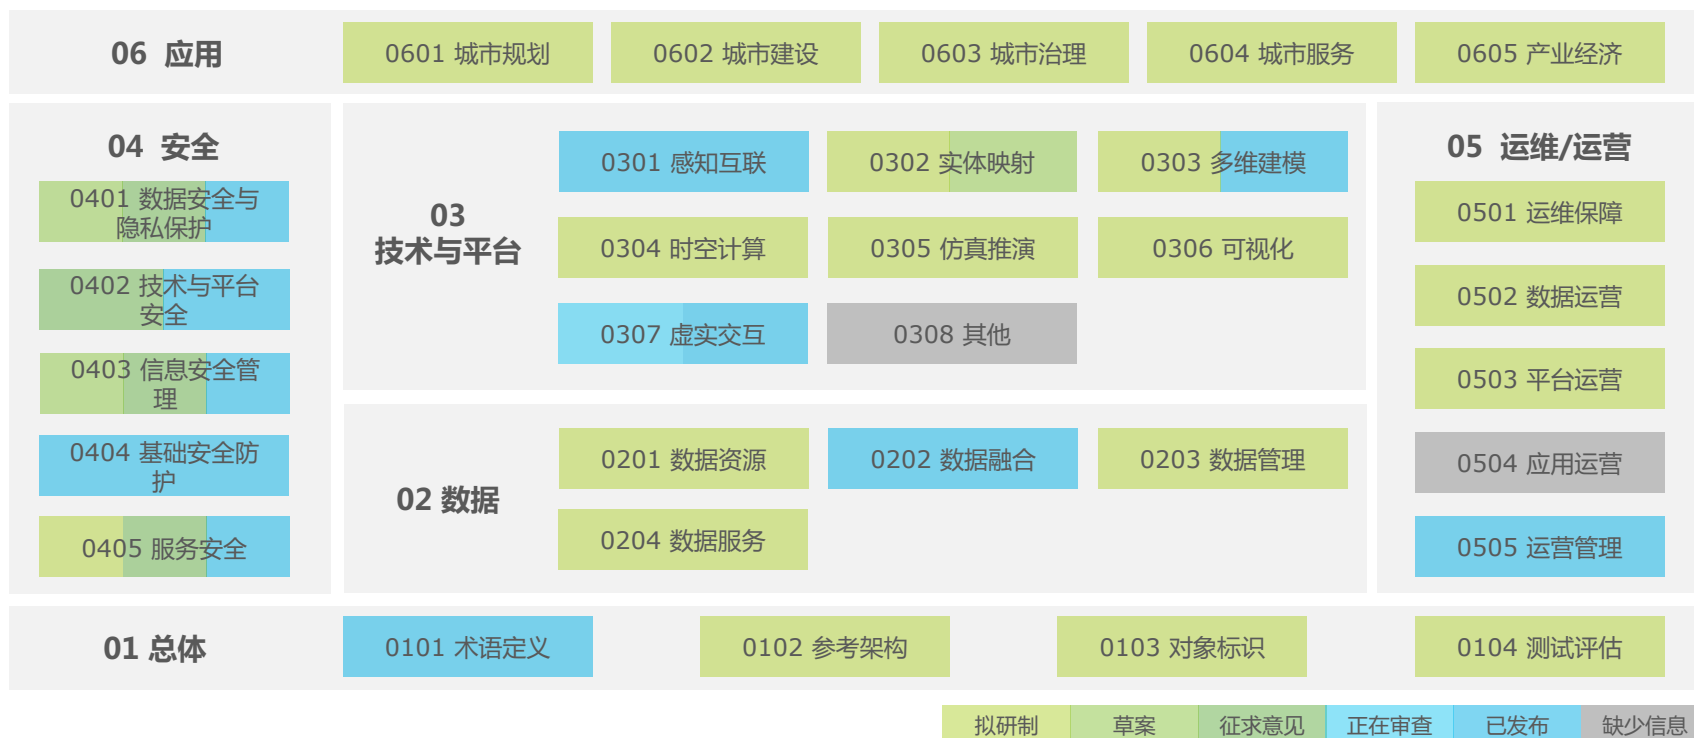 06 应用
0601 城市规划
0602 城市建设
0603 城市治理
0604 城市服务
0605 产业经济
04 安全
0401 数据安全与
隐私保护
0402 技术与平台
安全
0403 信息安全管
理
0404 基础安全防
护
0405 服务安全
03
技术与平台
0301 感知互联
0302 实体映射
0303 多维建模
0304 时空计算
0305 仿真推演
0306 可视化
0307 虚实交互
0308 其他
02 数据
0201 数据资源
0202 数据融合
0203 数据管理
0204 数据服务
05 运维/运营
0501 运维保障
0502 数据运营
0503 平台运营
0504 应用运营
0505 运营管理
01 总体
0101 术语定义
0102 参考架构
0103 对象标识
0104 测试评估
拟研制
草案
征求意见
正在审查
已发布
缺少信息